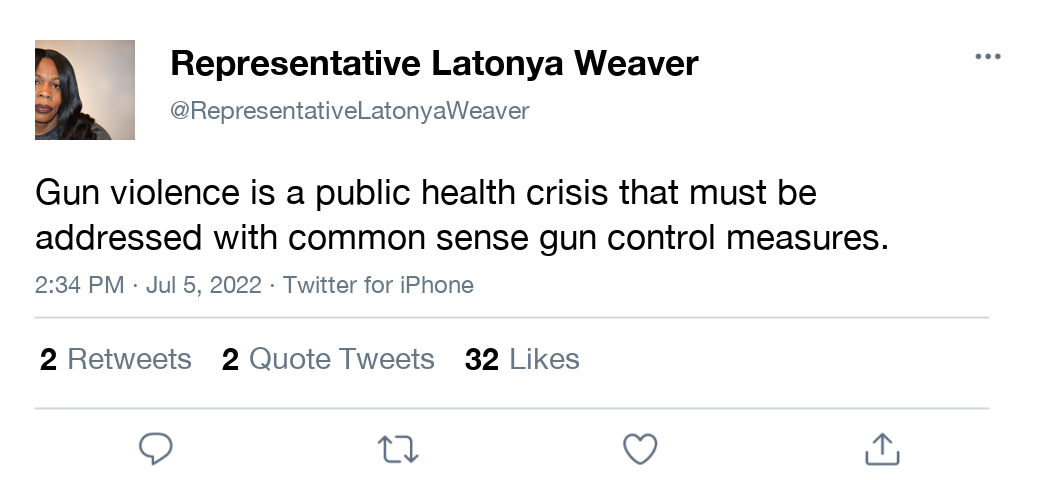 Representative Latonya Weaver
@RepresentativeLatonyaWeaver
Gun violence is a public health crisis that must be
addressed with common sense gun control measures.
2:34 PM · Jul 5, 2022 · Twitter for iPhone
2 Retweets 2 Quote Tweets 32 Likes